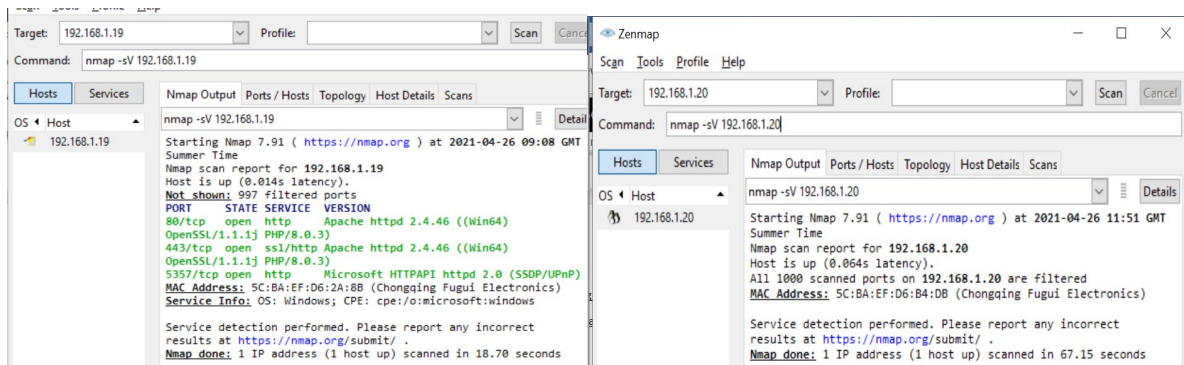 Scan Tools Profile Help
Target: 192.168.1.19 Profile: Scan Cance
Command: nmap -sV 192.168.1.19
Hosts Services
OS Host
192.168.1.19
Nmap Output Ports / Hosts Topology Host Details Scans
nmap -sV 192.168.1.19 Detail
Starting Nmap 7.91 ( https://nmap.org ) at 2021-04-26 09:08 GMT
Summer Time
Nmap scan report for 192.168.1.19
Host is up (0.014s latency).
Not shown: 997 filtered ports
PORT STATE SERVICE VERSION
80/tcp open http Apache httpd 2.4.46 ((Win64)
OpenSSL/1.1.1j PHP/8.0.3)
443/tcp open ssl/http Apache httpd 2.4.46 ((Win64)
OpenSSL/1.1.1j PHP/8.0.3)
5357/tcp open http Microsoft HTTPAPI httpd 2.0 (SSDP/UPnP)
MAC Address: 5C:BA:EF:D6:2A:8B (Chongqing Fugui Electronics)
Service Info: OS: Windows; CPE: cpe:/o:microsoft:windows
Service detection performed. Please report any incorrect
results at https://nmap.org/submit/ .
Nmap done: 1 IP address (1 host up) scanned in 18.70 seconds
Zenmap
Scan Tools Profile Help
Target: 192.168.1.20 Profile: Scan Cancel
Command: nmap -sV 192.168.1.20
Hosts Services
OS Host
192.168.1.20
Nmap Output Ports / Hosts Topology Host Details Scans
nmap -sV 192.168.1.20 Details
Starting Nmap 7.91 ( https://nmap.org ) at 2021-04-26 11:51 GMT
Summer Time
Nmap scan report for 192.168.1.20
Host is up (0.064s latency).
All 1000 scanned ports on 192.168.1.20 are filtered
MAC Address: 5C:BA:EF:D6:B4:DB (Chongqing Fugui Electronics)
Service detection performed. Please report any incorrect
results at https://nmap.org/submit/ .
Nmap done: 1 IP address (1 host up) scanned in 67.15 seconds